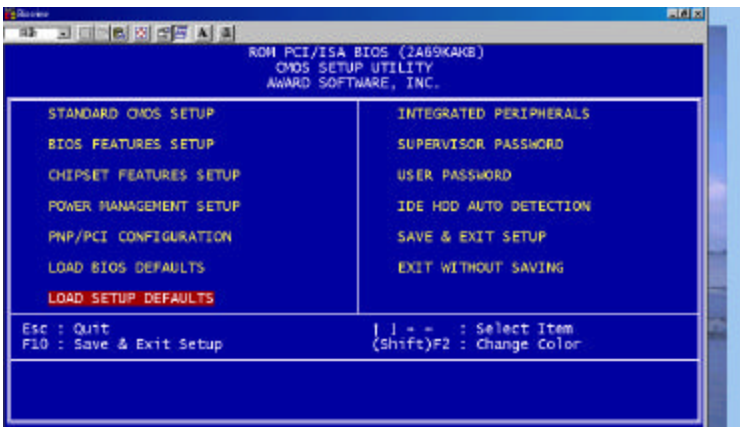 ROM PCI/ISA BIOS (2A69KAKB)
CMOS SETUP UTILITY
AWARD SOFTWARE, INC.
STANDARD CMOS SETUP
BIOS FEATURES SETUP
CHIPSET FEATURES SETUP
POWER MANAGEMENT SETUP
PNP/PCI CONFIGURATION
LOAD BIOS DEFAULTS
LOAD SETUP DEFAULTS
INTEGRATED PERIPHERALS
SUPERVISOR PASSWORD
USER PASSWORD
IDE HDD AUTO DETECTION
SAVE & EXIT SETUP
EXIT WITHOUT SAVING
Esc : Quit
F10 : Save & Exit Setup
: Select Item
(Shift)F2 : Change Color